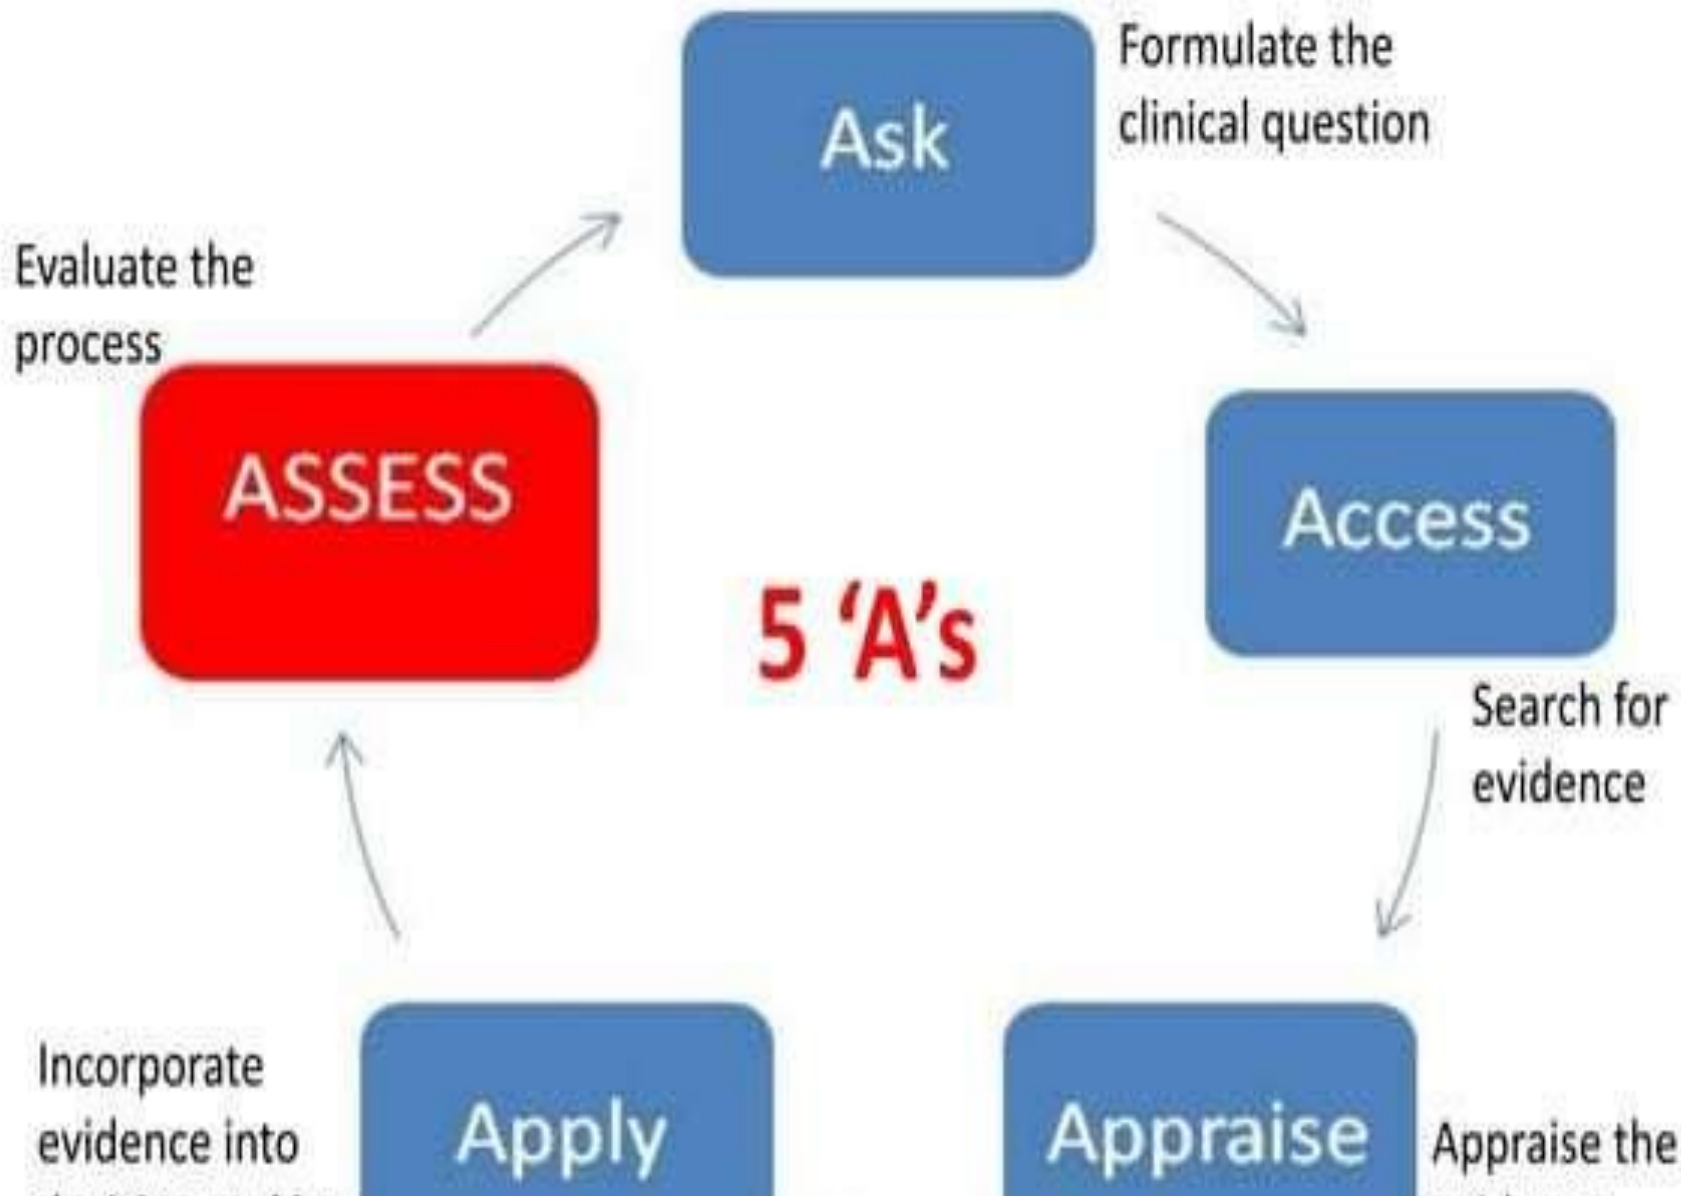 Ask
Formulate the
clinical question
Evaluate the
process
ASSESS
Access
5 ‘A’s
Search for
evidence
Incorporate
evidence into
Apply
Appraise
Appraise the